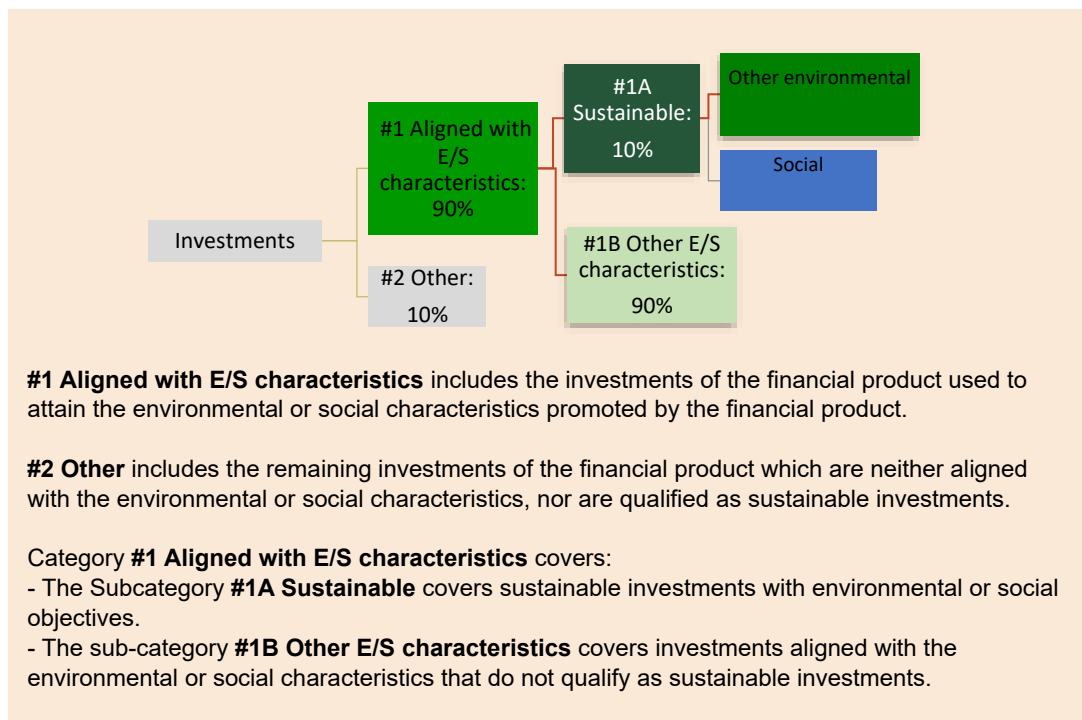 Investments
#1 Aligned with
E/S
characteristics:
90%
#2 Other:
10%
#1A
Sustainable:
10%
#1B Other E/S
characteristics:
90%
Other environmental
Social
#1 Aligned with E/S characteristics includes the investments of the financial product used to
attain the environmental or social characteristics promoted by the financial product.
#2 Other includes the remaining investments of the financial product which are neither aligned
with the environmental or social characteristics, nor are qualified as sustainable investments.
Category #1 Aligned with E/S characteristics covers:
- The Subcategory #1A Sustainable covers sustainable investments with environmental or social
objectives.
- The sub-category #1B Other E/S characteristics covers investments aligned with the
environmental or social characteristics that do not qualify as sustainable investments.